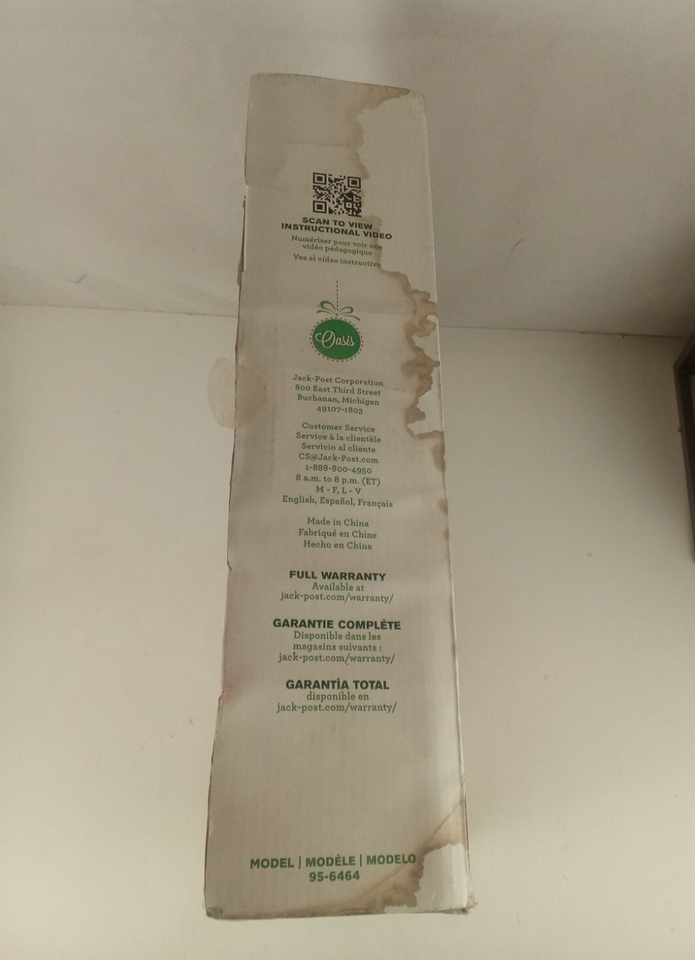 SCAN TO VIEW
INSTRUCTIONAL VIDEO
Numériser pour voir une
vidéo pédagogique
Vea el vídeo instructivo
Oasis
Jack-Post Corporation
800 East Third Street
Buchanan, Michigan
49107-1803
Customer Service
Service à la clientèle
Servicio al cliente
CS@Jack-Post.com
1-888-800-4950
8 a.m. to 8 p.m. (ET)
M - F, L - V
English, Español, Français
Made in China
Fabriqué en Chine
Hecho en China
FULL WARRANTY
Available at
jack-post.com/warranty/
GARANTIE COMPLÈTE
Disponible dans les
magasins suivants :
jack-post.com/warranty/
GARANTÌA TOTAL
disponible en
jack-post.com/warranty/
MODEL | MODÈLE | MODELO
95-6464